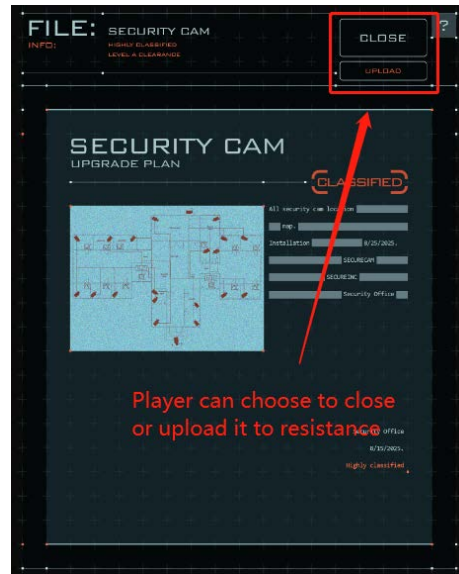 FILE: SECURITY CAM
INFO: HIGHLY CLASSIFIED
LEVEL A CLEARANCE
CLOSE
?
UPLOAD
SECURITY CAM
UPGRADE PLAN
CLASSIFIED
All security cam location
map.
Installation 8/25/2025.
SECURECAM
SECUREINC
Security Office
Player can choose to close
or upload it to resistance
Security Office
8/15/2025.
Highly classified